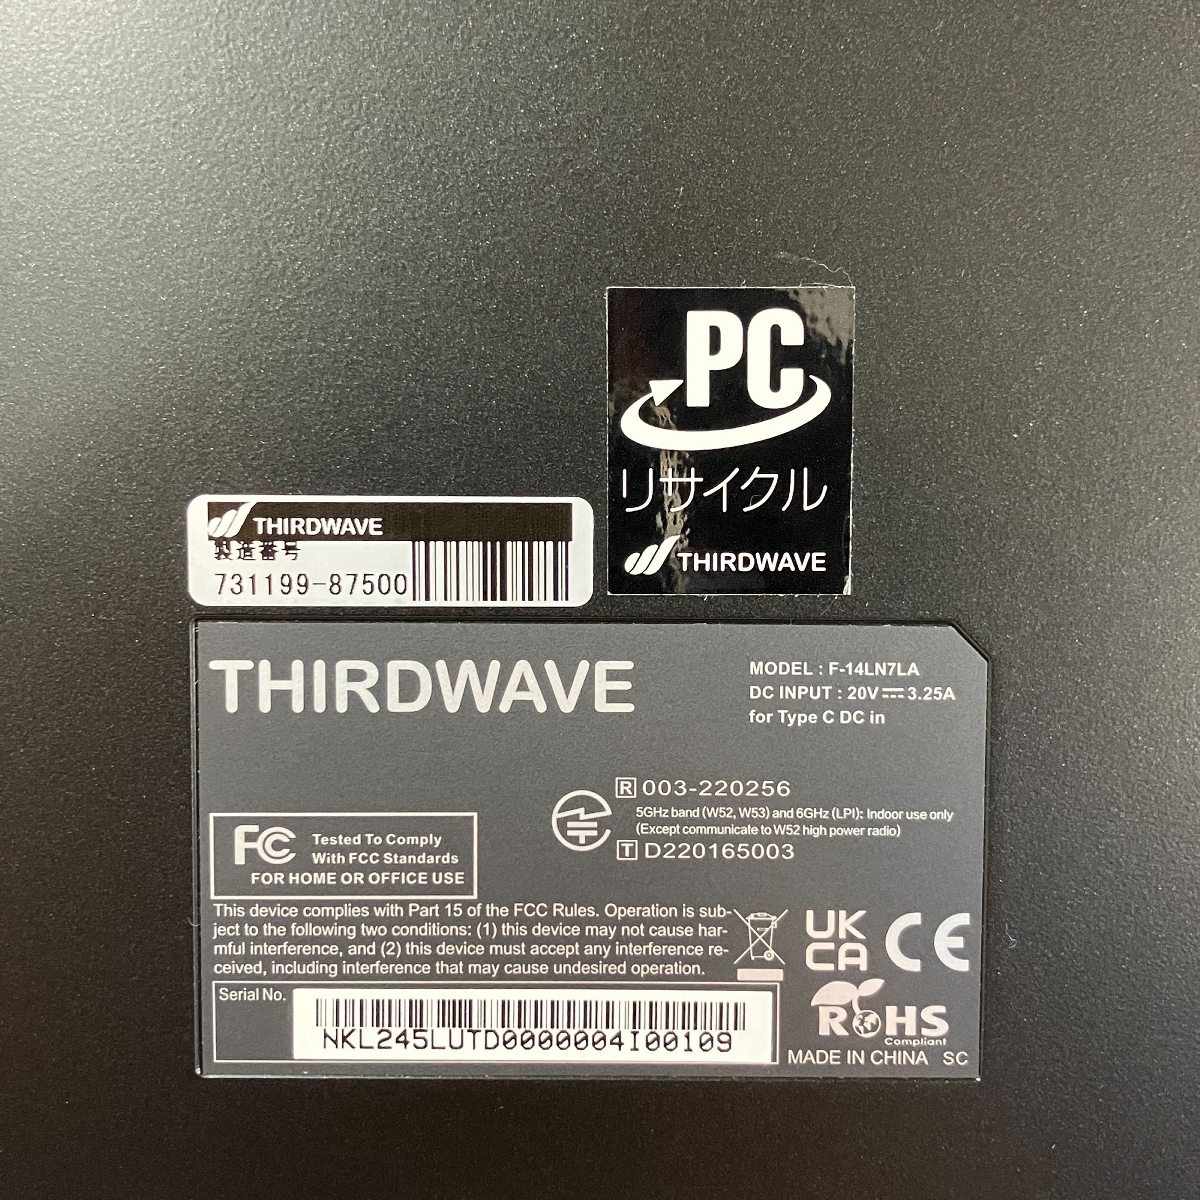 PC
リサイクル
THIRDWAVE
THIRDWAVE
製造番号
731199-87500
THIRDWAVE
MODEL : F-14LN7LA
DC INPUT : 20V⎓3.25A
for Type C DC in
R 003-220256
5GHz band (W52, W53) and 6GHz (LPI): Indoor use only
(Except communicate to W52 high power radio)
T D220165003
FC Tested To Comply
With FCC Standards
FOR HOME OR OFFICE USE
This device complies with Part 15 of the FCC Rules. Operation is sub-
ject to the following two conditions: (1) this device may not cause har-
mful interference, and (2) this device must accept any interference re-
ceived, including interference that may cause undesired operation.
UK
CA
CE
RoHS
Compliant
Serial No.
NKL245LUTD0000004I00109
MADE IN CHINA SC